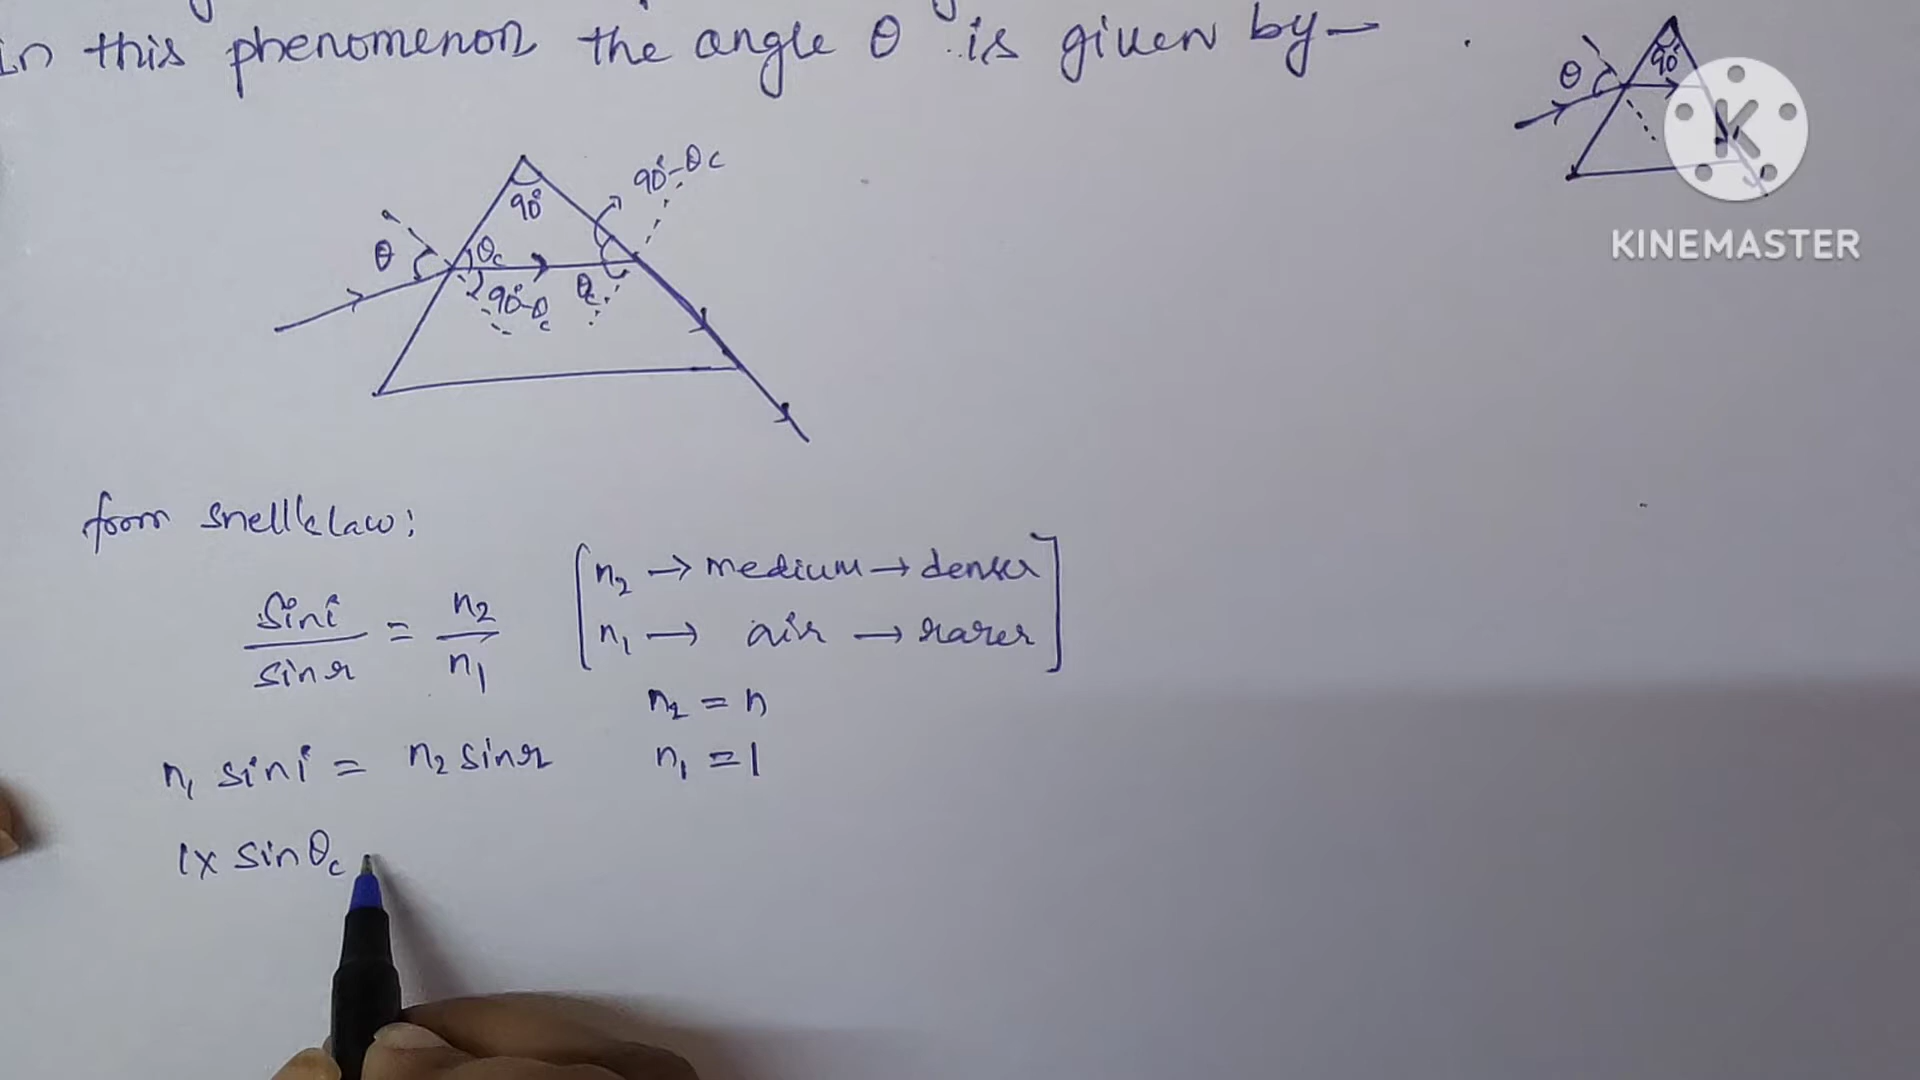 in this phenomenon the angle θ is given by—
90°
θ
KINEMASTER
90°
90°-θc
θ
θc
90°-θc
θc
from snell's law:
sin i / sin r = n₂ / n₁
[n₂ → medium → denser
n₁ → air → rarer]
n₂ = n
n₁ sin i = n₂ sin r
n₁ = 1
1x sin θc